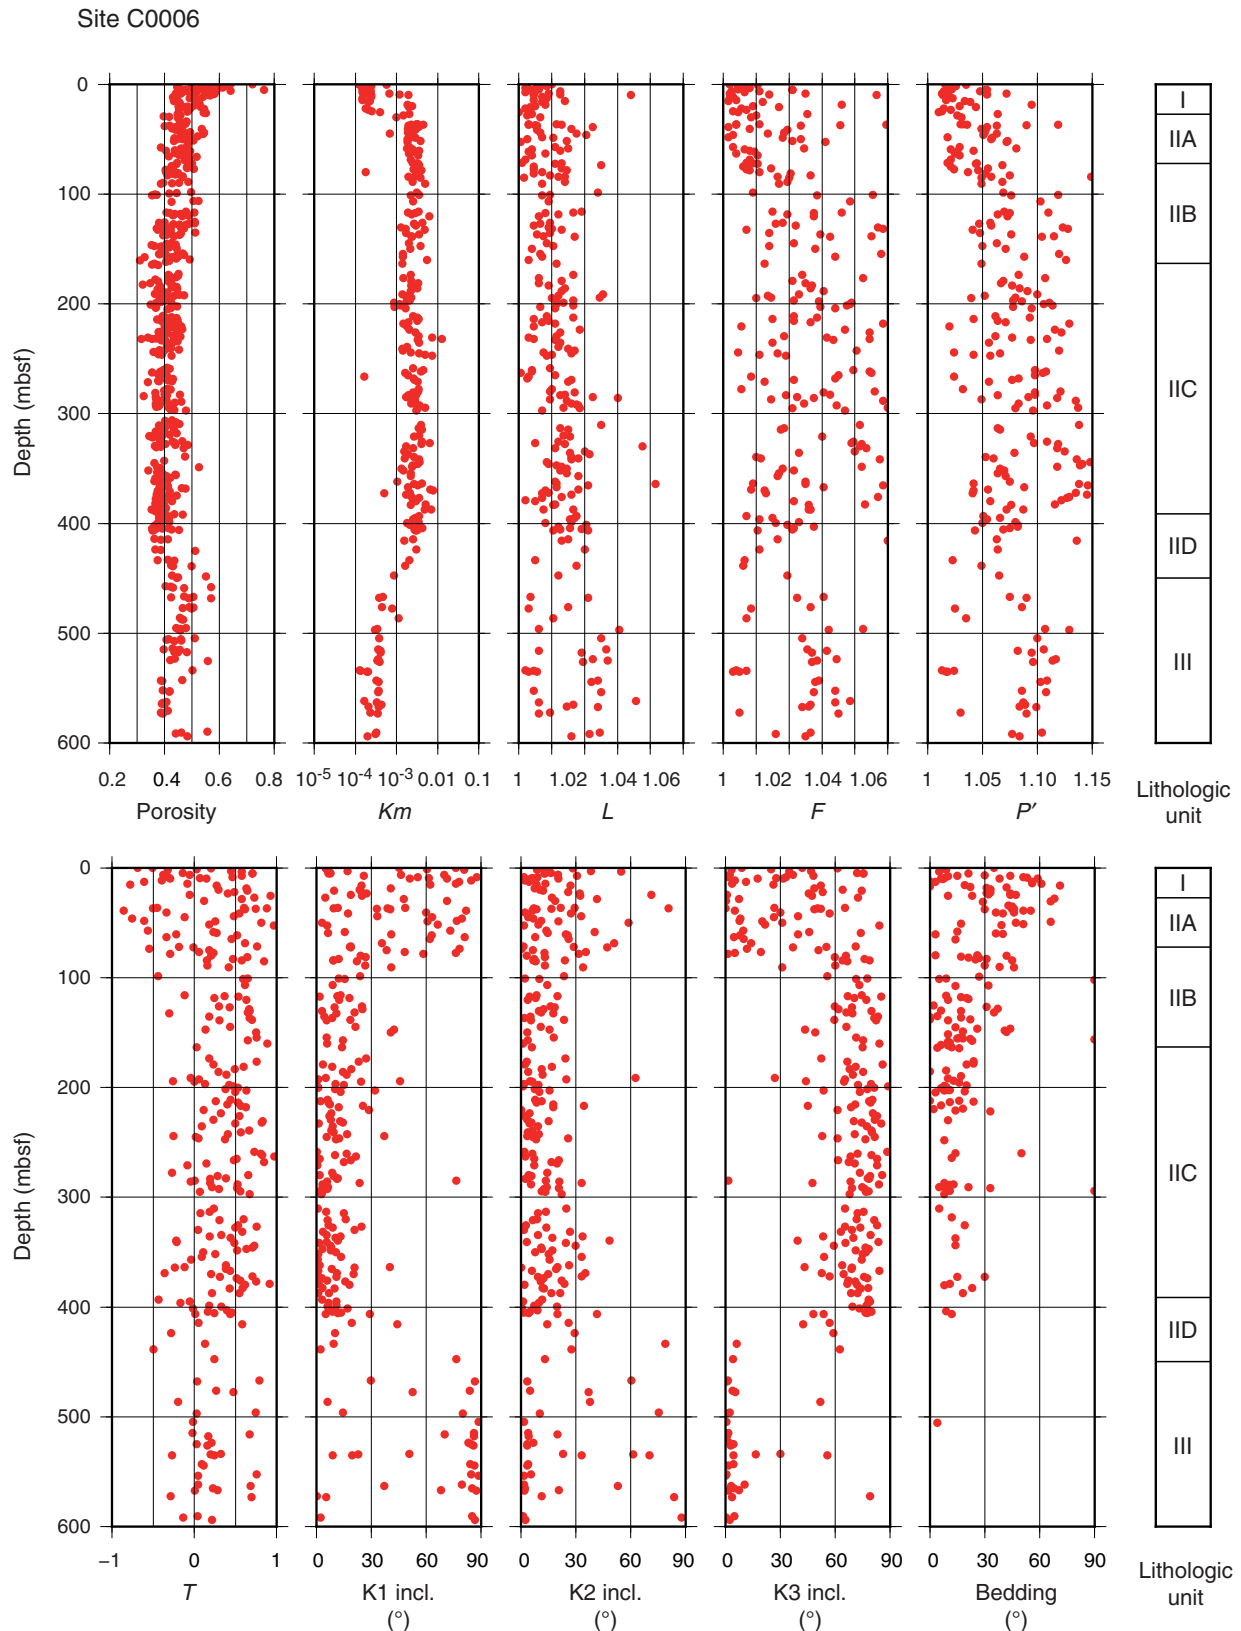 Site C0006
0
100
200
300
400
500
600
Depth (mbsf)
0.2 0.4 0.6 0.8
Porosity
10⁻⁵ 10⁻⁴ 10⁻³ 0.01 0.1
Km
1 1.02 1.04 1.06
L
1 1.02 1.04 1.06
F
1 1.05 1.10 1.15
P′
I
IIA
IIB
IIC
IID
III
Lithologic
unit
0
100
200
300
400
500
600
Depth (mbsf)
−1 0 1
T
0 30 60 90
K1 incl.
(°)
0 30 60 90
K2 incl.
(°)
0 30 60 90
K3 incl.
(°)
0 30 60 90
Bedding
(°)
I
IIA
IIB
IIC
IID
III
Lithologic
unit